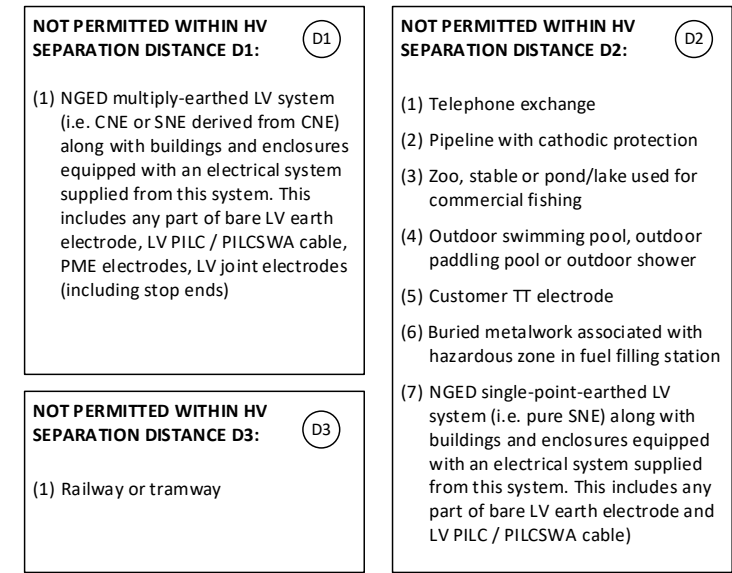 NOT PERMITTED WITHIN HV
SEPARATION DISTANCE D1:
D1
(1) NGED multiply-earthed LV system
(i.e. CNE or SNE derived from CNE)
along with buildings and enclosures
equipped with an electrical system
supplied from this system. This
includes any part of bare LV earth
electrode, LV PILC / PILCSWA cable,
PME electrodes, LV joint electrodes
(including stop ends)
NOT PERMITTED WITHIN HV
SEPARATION DISTANCE D3:
D3
(1) Railway or tramway
NOT PERMITTED WITHIN HV
SEPARATION DISTANCE D2:
D2
(1) Telephone exchange
(2) Pipeline with cathodic protection
(3) Zoo, stable or pond/lake used for
commercial fishing
(4) Outdoor swimming pool, outdoor
paddling pool or outdoor shower
(5) Customer TT electrode
(6) Buried metalwork associated with
hazardous zone in fuel filling station
(7) NGED single-point-earthed LV
system (i.e. pure SNE) along with
buildings and enclosures equipped
with an electrical system supplied
from this system. This includes any
part of bare LV earth electrode and
LV PILC / PILCSWA cable)